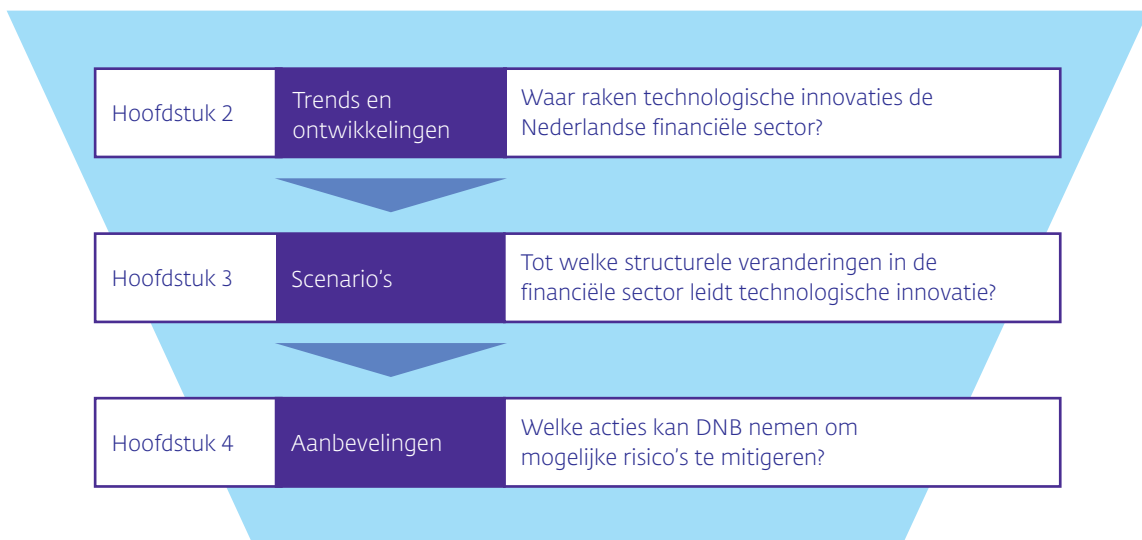 Hoofdstuk 2
Trends en
ontwikkelingen
Waar raken technologische innovaties de
Nederlandse financiële sector?
Hoofdstuk 3
Scenario's
Tot welke structurele veranderingen in de
financiële sector leidt technologische innovatie?
Hoofdstuk 4
Aanbevelingen
Welke acties kan DNB nemen om
mogelijke risico's te mitigeren?